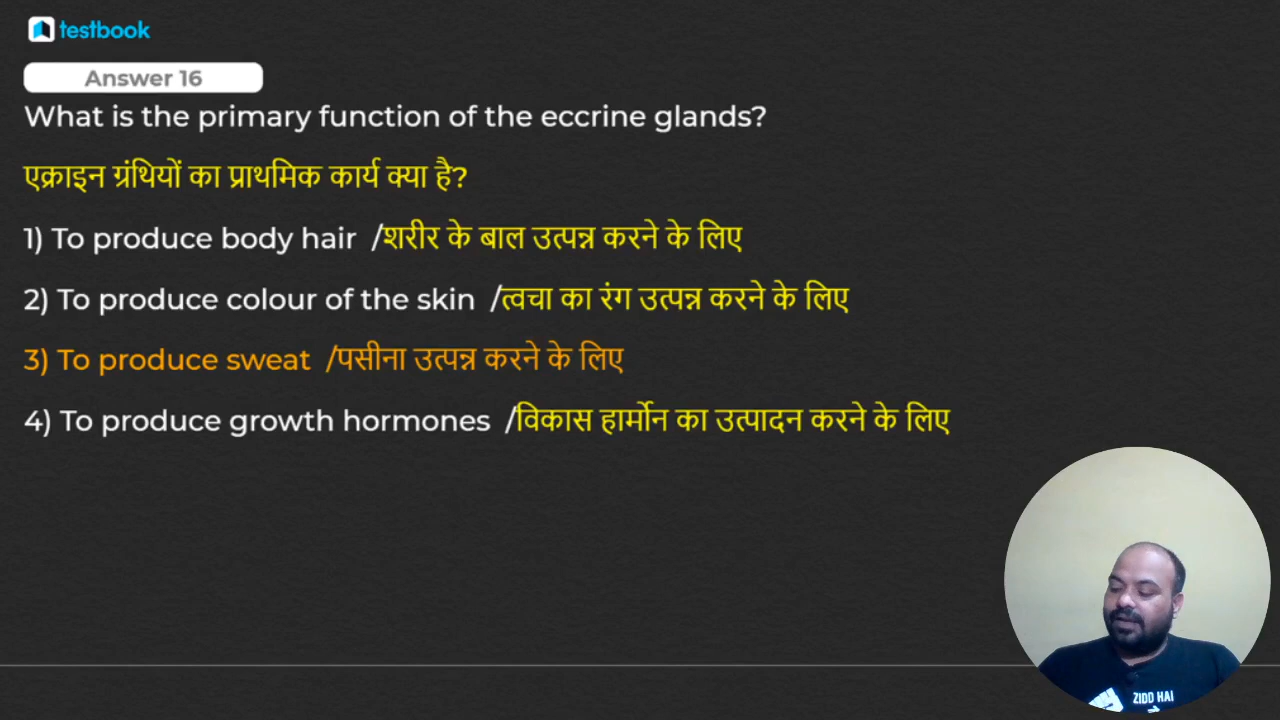 testbook
Answer 16
What is the primary function of the eccrine glands?
एक्राइन ग्रंथियों का प्राथमिक कार्य क्या है?
1) To produce body hair /शरीर के बाल उत्पन्न करने के लिए
2) To produce colour of the skin /त्वचा का रंग उत्पन्न करने के लिए
3) To produce sweat /पसीना उत्पन्न करने के लिए
4) To produce growth hormones /विकास हार्मोन का उत्पादन करने के लिए
ZIDD HAI